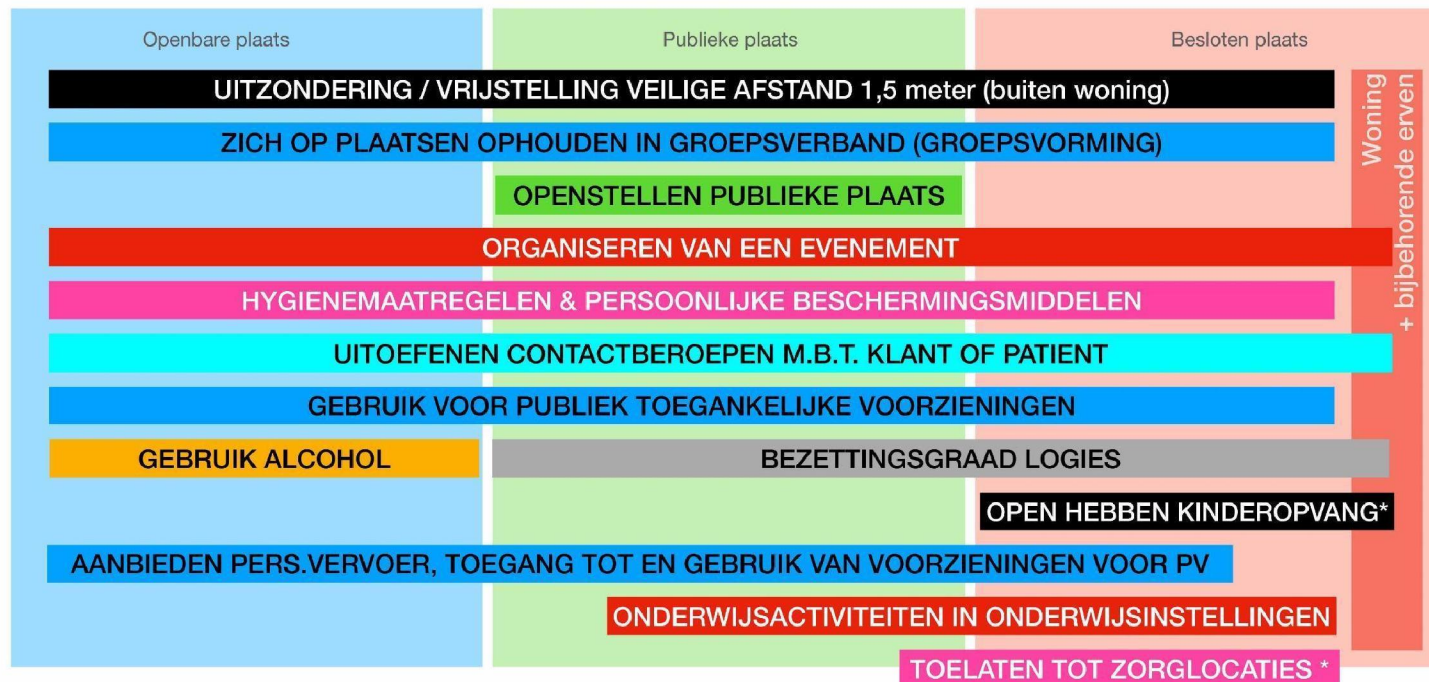 Openbare plaats
Publieke plaats
Besloten plaats
UITZONDERING / VRIJSTELLING VEILIGE AFSTAND 1,5 meter (buiten woning)
ZICH OP PLAATSEN OPHOUDEN IN GROEPSVERBAND (GROEPSVORMING)
OPENSTELLEN PUBLIEKE PLAATS
ORGANISEREN VAN EEN EVENEMENT
HYGIENEMAATREGELEN & PERSOONLIJKE BESCHERMINGSMIDDELEN
UITOEFENEN CONTACTBEROEPEN M.B.T. KLANT OF PATIENT
GEBRUIK VOOR PUBLIEK TOEGANKELIJKE VOORZIENINGEN
GEBRUIK ALCOHOL
BEZETTINGSGRAAD LOGIES
OPEN HEBBEN KINDEROPVANG*
AANBIEDEN PERS.VERVOER, TOEGANG TOT EN GEBRUIK VAN VOORZIENINGEN VOOR PV
ONDERWIJSACTIVITEITEN IN ONDERWIJSINSTELLINGEN
TOELATEN TOT ZORGLOCATIES *
Woning
+ bijbehorende erven